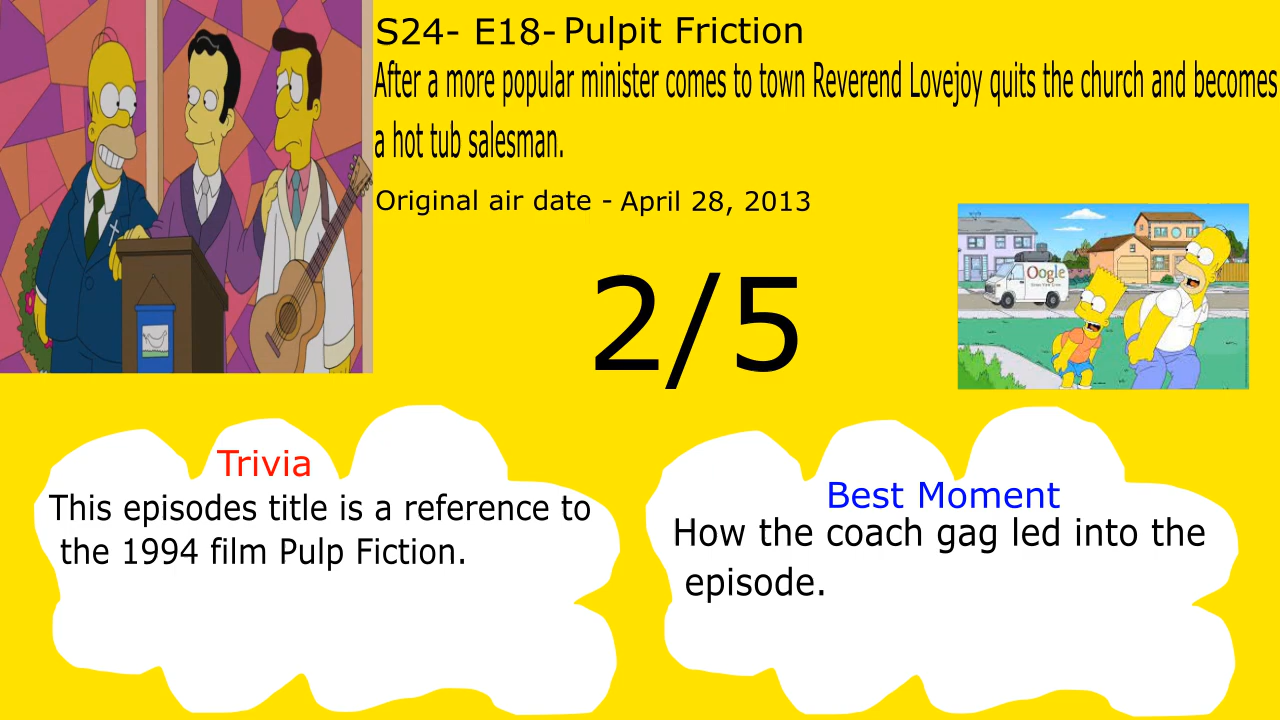 S24- E18- Pulpit Friction
After a more popular minister comes to town Reverend Lovejoy quits the church and becomes
a hot tub salesman.
Original air date - April 28, 2013
Oogle
2/5
Trivia
This episodes title is a reference to
the 1994 film Pulp Fiction.
Best Moment
How the coach gag led into the
episode.